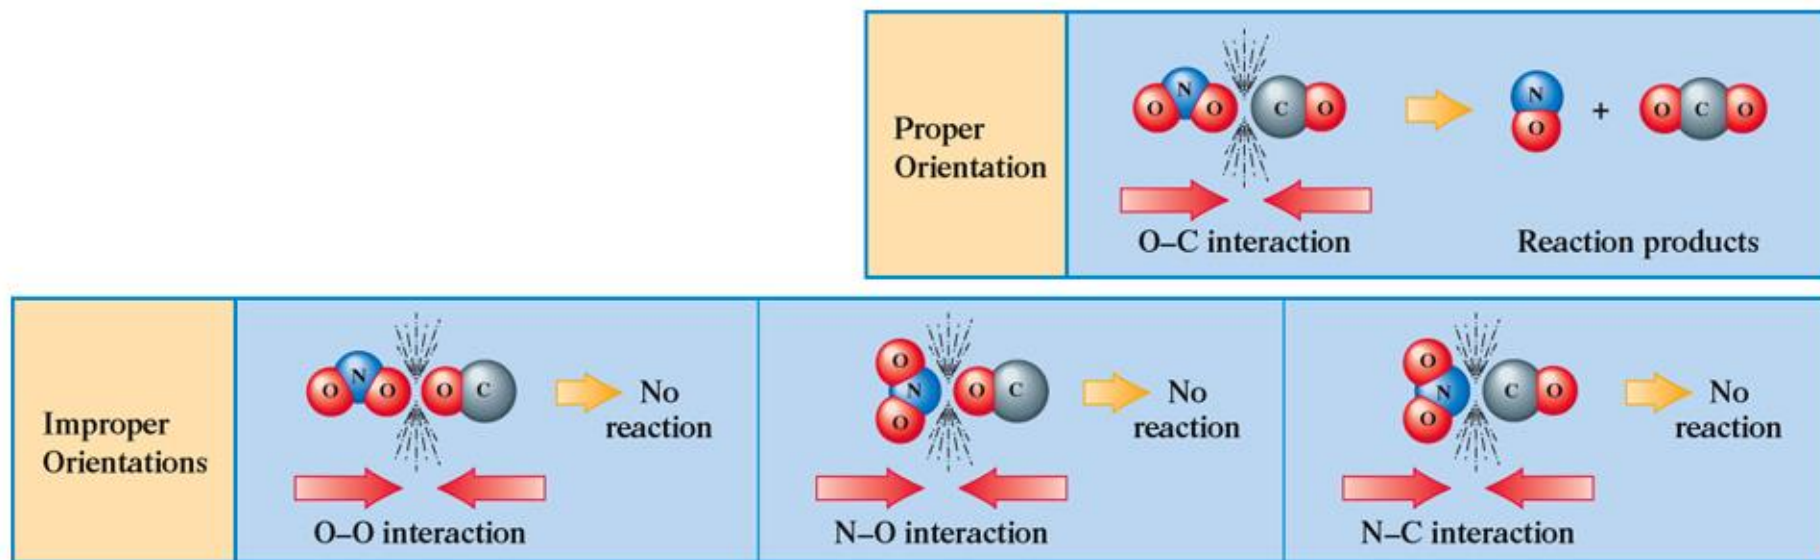 Proper
Orientation
O N O C O
N O + O C O
O–C interaction
Reaction products
Improper
Orientations
O N O O C
No
reaction
O–O interaction
O N O O C
No
reaction
N–O interaction
O N O C O
No
reaction
N–C interaction